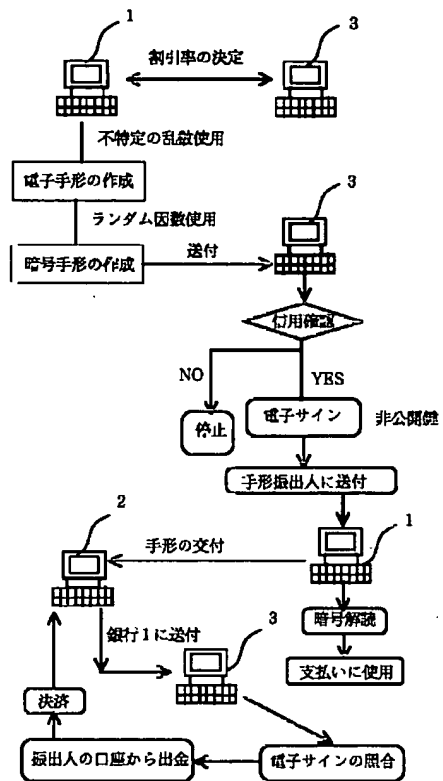 1
3
割引率の決定
不特定の乱数使用
電子手形の作成
3
ランダム因数使用
暗号手形の作成
送付
信用確認
NO
YES
停止
電子サイン
非公開鍵
手形振出人に送付
2
1
手形の交付
暗号解読
銀行1に送付
3
支払いに使用
決済
振出人の口座から出金
電子サインの照合